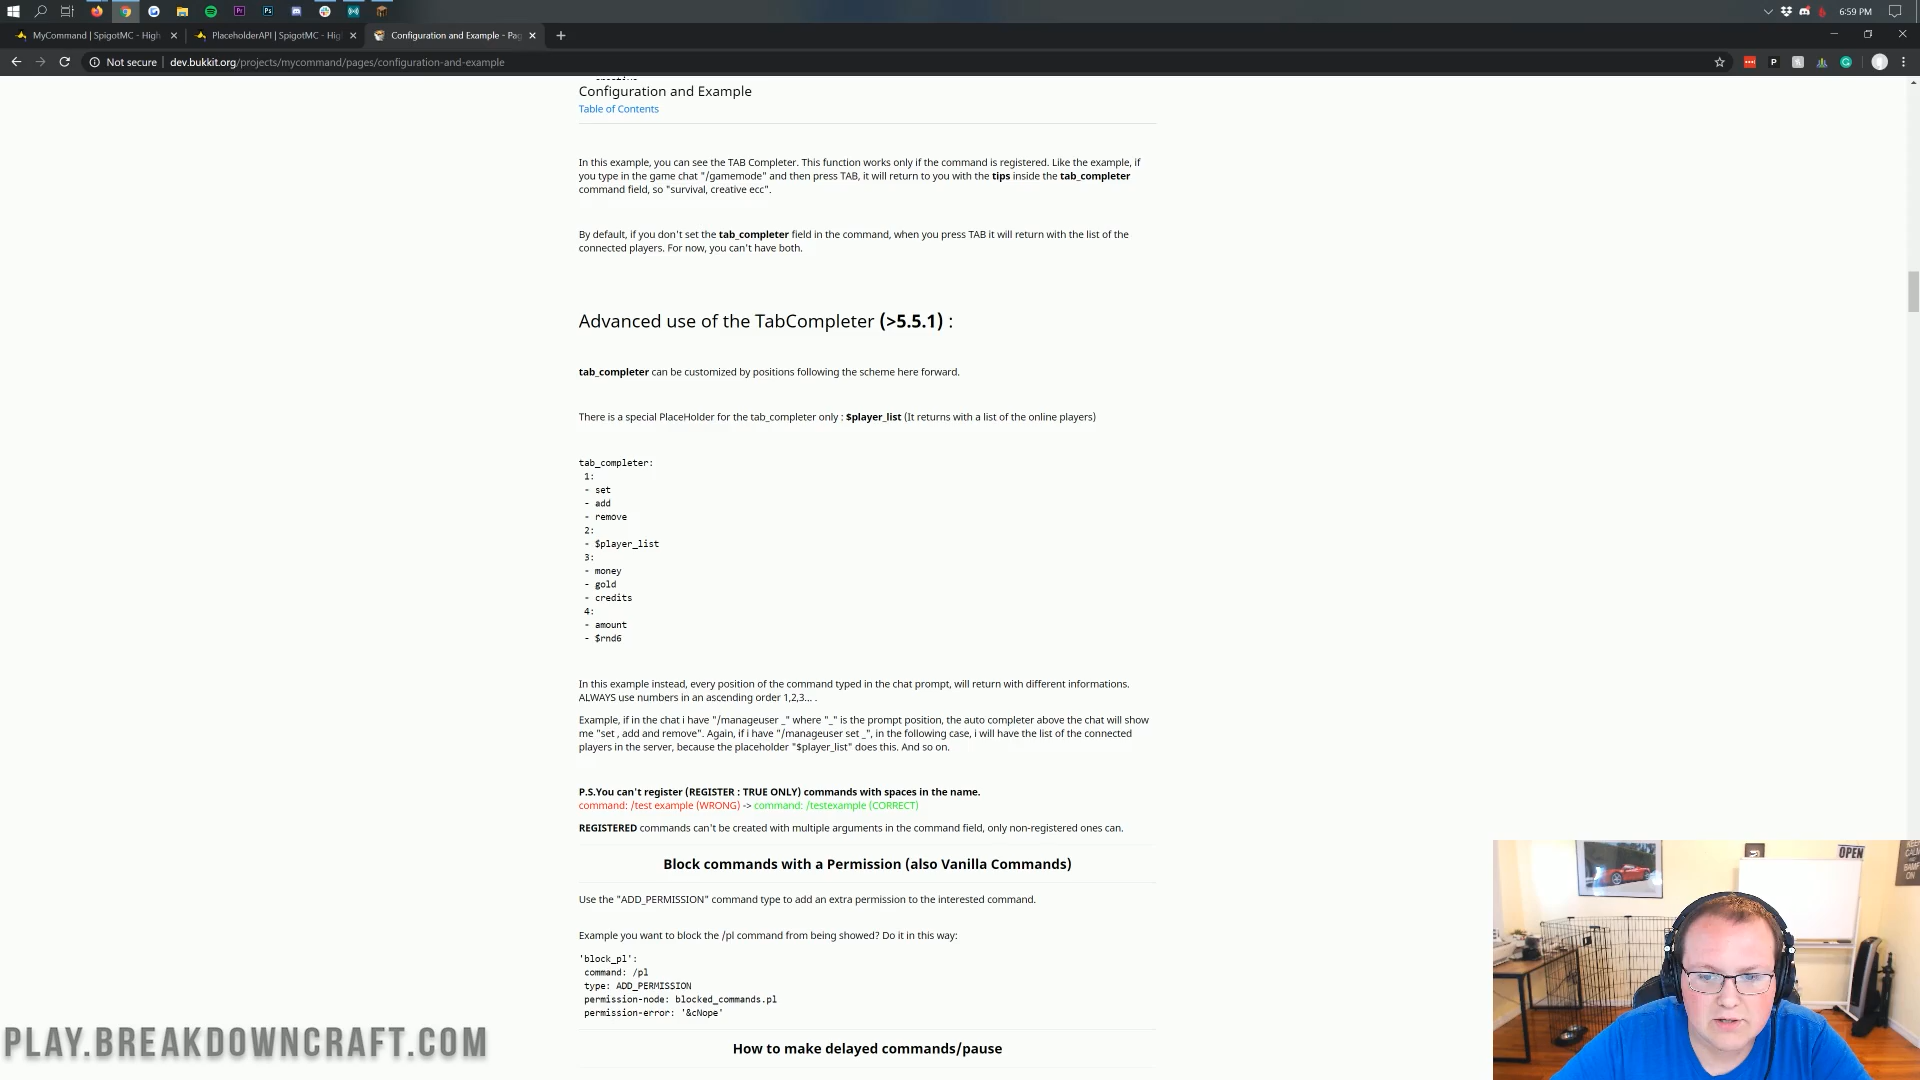 6:59 PM
MyCommand | SpigotMC - High
PlaceholderAPI | SpigotMC - Hig
Configuration and Example - Pag
Not secure
dev.bukkit.org/projects/mycommand/pages/configuration-and-example
Configuration and Example
Table of Contents
In this example, you can see the TAB Completer. This function works only if the command is registered. Like the example, if
you type in the game chat "/gamemode" and then press TAB, it will return to you with the tips inside the tab_completer
command field, so "survival, creative ecc".
By default, if you don't set the tab_completer field in the command, when you press TAB it will return with the list of the
connected players. For now, you can't have both.
Advanced use of the TabCompleter (>5.5.1) :
tab_completer can be customized by positions following the scheme here forward.
There is a special PlaceHolder for the tab_completer only : $player_list (It returns with a list of the online players)
tab_completer:
1:
- set
- add
- remove
2:
- $player_list
3:
- money
- gold
- credits
4:
- amount
- $rnd6
In this example instead, every position of the command typed in the chat prompt, will return with different informations.
ALWAYS use numbers in an ascending order 1,2,3... .
Example, if in the chat i have "/manageuser _" where "_" is the prompt position, the auto completer above the chat will show
me "set , add and remove". Again, if i have "/manageuser set _", in the following case, i will have the list of the connected
players in the server, because the placeholder "$player_list" does this. And so on.
P.S.You can't register (REGISTER : TRUE ONLY) commands with spaces in the name.
command: /test example (WRONG) -> command: /testexample (CORRECT)
REGISTERED commands can't be created with multiple arguments in the command field, only non-registered ones can.
Block commands with a Permission (also Vanilla Commands)
Use the "ADD_PERMISSION" command type to add an extra permission to the interested command.
Example you want to block the /pl command from being showed? Do it in this way:
'block_pl':
command: /pl
type: ADD_PERMISSION
permission-node: blocked_commands.pl
permission-error: '&cNope'
How to make delayed commands/pause
PLAY.BREAKDOWNCRAFT.COM
OPEN